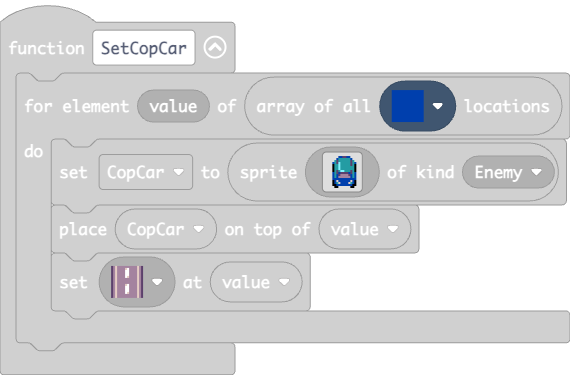 function SetCopCar
for element value of array of all locations
do
set CopCar to sprite of kind Enemy
place CopCar on top of value
set at value